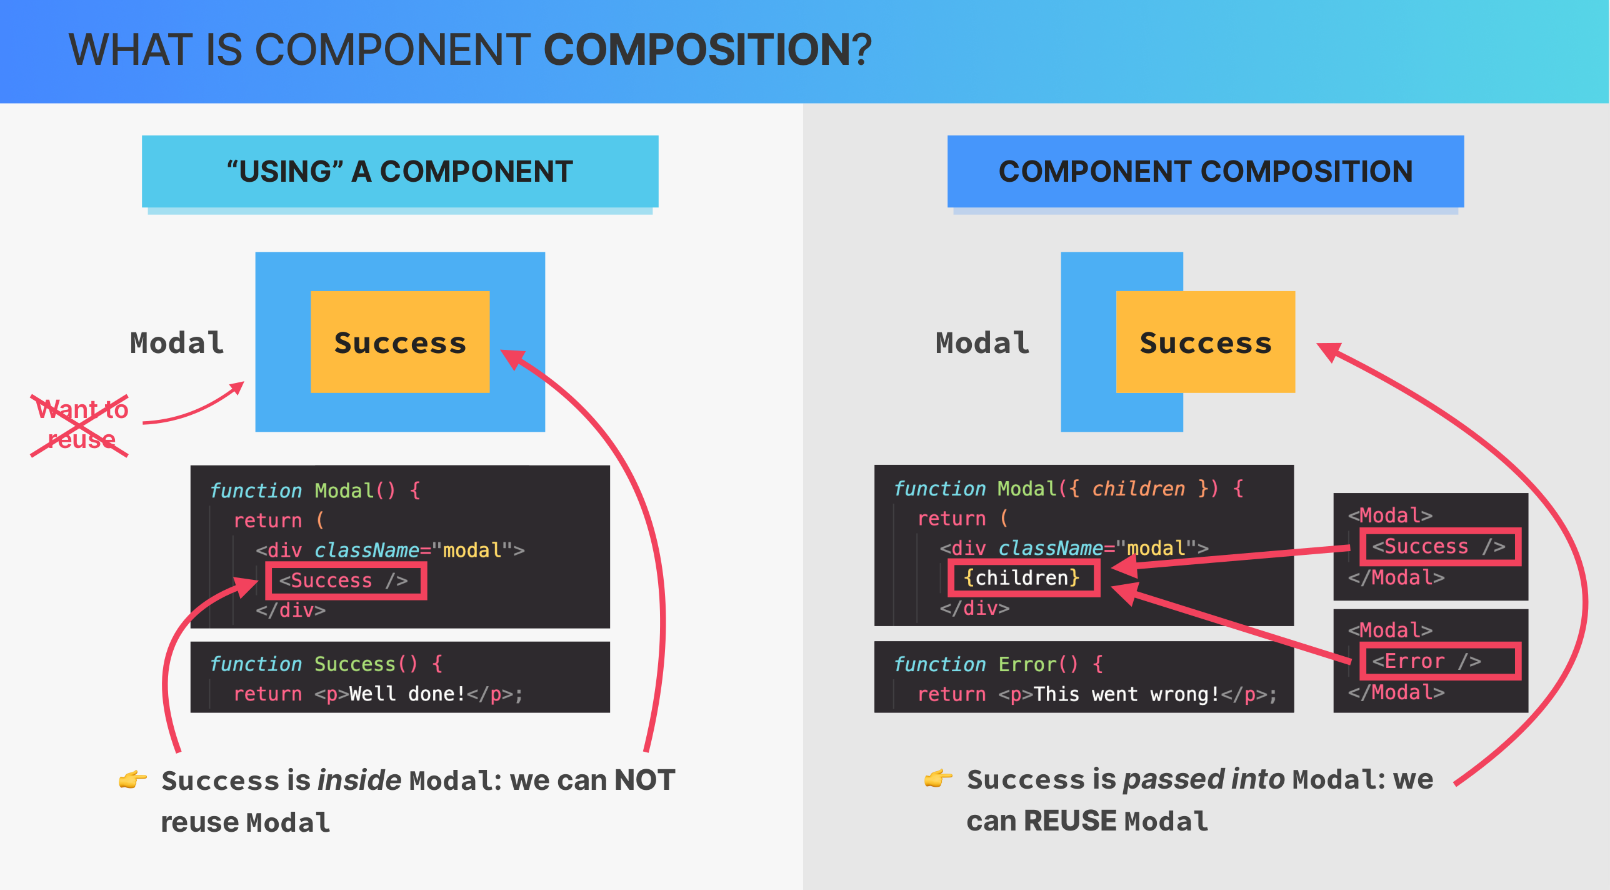 WHAT IS COMPONENT COMPOSITION?
“USING” A COMPONENT
Modal
Success
Want to
reuse
function Modal() {
return (
<div className="modal">
<Success />
</div>
function Success() {
return <p>Well done!</p>;
👉 Success is inside Modal: we can NOT
reuse Modal
COMPONENT COMPOSITION
Modal
Success
function Modal({ children }) {
return (
<div className="modal">
{children}
</div>
function Error() {
return <p>This went wrong!</p>;
<Modal>
<Success />
</Modal>
<Modal>
<Error />
</Modal>
👉 Success is passed into Modal: we
can REUSE Modal